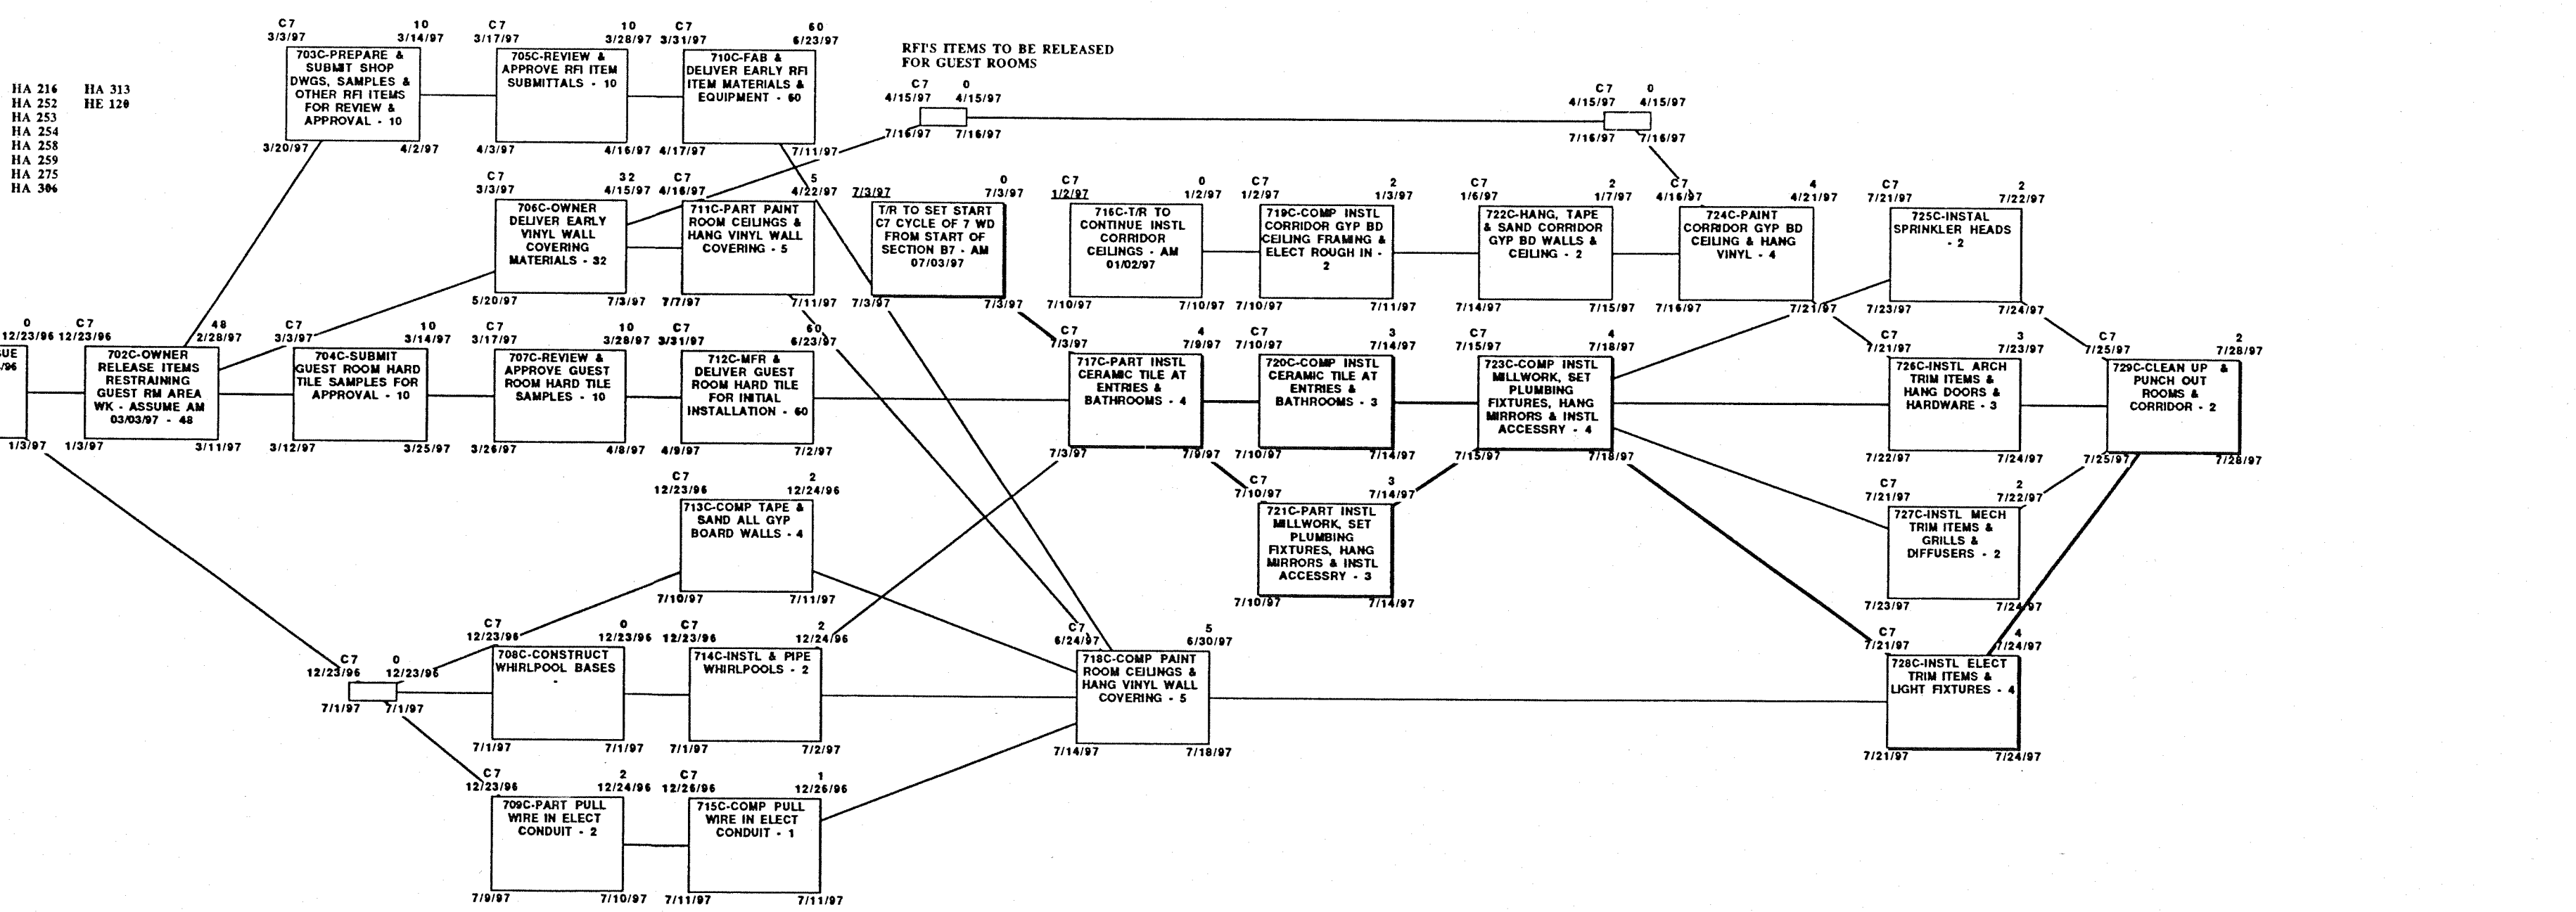 HA 216 HA 313
HA 252 HE 120
HA 253
HA 254
HA 258
HA 259
HA 275
HA 306
C7 10
3/3/97 3/14/97
703C-PREPARE &
SUBMIT SHOP
DWGS, SAMPLES &
OTHER RFI ITEMS
FOR REVIEW &
APPROVAL - 10
3/20/97 4/2/97
C7 10
3/17/97 3/28/97
705C-REVIEW &
APPROVE RFI ITEM
SUBMITTALS - 10
4/3/97 4/16/97
C7 60
3/31/97 6/23/97
710C-FAB &
DELIVER EARLY RFI
ITEM MATERIALS &
EQUIPMENT - 60
4/17/97 7/11/97
RFI'S ITEMS TO BE RELEASED
FOR GUEST ROOMS
C7 0
4/15/97 4/15/97
7/16/97 7/16/97
C7 0
4/15/97 4/15/97
7/16/97 7/16/97
C7 32
3/3/97 4/15/97
706C-OWNER
DELIVER EARLY
VINYL WALL
COVERING
MATERIALS - 32
5/20/97 7/3/97
C7 5
4/16/97 4/22/97
711C-PART PAINT
ROOM CEILINGS &
HANG VINYL WALL
COVERING - 5
7/7/97 7/11/97
0
7/3/97 7/3/97
T/R TO SET START
C7 CYCLE OF 7 WD
FROM START OF
SECTION B7 - AM
07/03/97
7/3/97 7/3/97
C7 0
1/2/97 1/2/97
716C-T/R TO
CONTINUE INSTL
CORRIDOR
CEILINGS - AM
01/02/97
7/10/97 7/10/97
C7 2
1/2/97 1/3/97
719C-COMP INSTL
CORRIDOR GYP BD
CEILING FRAMING &
ELECT ROUGH IN -
2
7/10/97 7/11/97
C7 2
1/6/97 1/7/97
722C-HANG, TAPE
& SAND CORRIDOR
GYP BD WALLS &
CEILING - 2
7/14/97 7/15/97
C7 4
4/16/97 4/21/97
724C-PAINT
CORRIDOR GYP BD
CEILING & HANG
VINYL - 4
7/16/97 7/21/97
C7 2
7/21/97 7/22/97
725C-INSTAL
SPRINKLER HEADS
- 2
7/23/97 7/24/97
0
12/23/96
SUE
/96
1/3/97
C7 48
12/23/96 2/28/97
702C-OWNER
RELEASE ITEMS
RESTRAINING
GUEST RM AREA
WK - ASSUME AM
03/03/97 - 48
1/3/97 3/11/97
C7 10
3/3/97 3/14/97
704C-SUBMIT
GUEST ROOM HARD
TILE SAMPLES FOR
APPROVAL - 10
3/12/97 3/25/97
C7 10
3/17/97 3/28/97
707C-REVIEW &
APPROVE GUEST
ROOM HARD TILE
SAMPLES - 10
3/26/97 4/8/97
C7 60
3/31/97 6/23/97
712C-MFR &
DELIVER GUEST
ROOM HARD TILE
FOR INITIAL
INSTALLATION - 60
4/9/97 7/2/97
C7 4
7/3/97 7/9/97
717C-PART INSTL
CERAMIC TILE AT
ENTRIES &
BATHROOMS - 4
7/3/97 7/9/97
C7 3
7/10/97 7/14/97
720C-COMP INSTL
CERAMIC TILE AT
ENTRIES &
BATHROOMS - 3
7/10/97 7/14/97
C7 4
7/15/97 7/18/97
723C-COMP INSTL
MILLWORK, SET
PLUMBING
FIXTURES, HANG
MIRRORS & INSTL
ACCESSRY - 4
7/15/97 7/18/97
C7 3
7/21/97 7/23/97
726C-INSTL ARCH
TRIM ITEMS &
HANG DOORS &
HARDWARE - 3
7/22/97 7/24/97
C7 2
7/25/97 7/28/97
729C-CLEAN UP &
PUNCH OUT
ROOMS &
CORRIDOR - 2
7/25/97 7/28/97
C7 2
12/23/96 12/24/96
713C-COMP TAPE &
SAND ALL GYP
BOARD WALLS - 4
7/10/97 7/11/97
C7 3
7/10/97 7/14/97
721C-PART INSTL
MILLWORK, SET
PLUMBING
FIXTURES, HANG
MIRRORS & INSTL
ACCESSRY - 3
7/10/97 7/14/97
C7 2
7/21/97 7/22/97
727C-INSTL MECH
TRIM ITEMS &
GRILLS &
DIFFUSERS - 2
7/23/97 7/24/97
C7 0
12/23/96 12/23/96
7/1/97 7/1/97
C7 0
12/23/96 12/23/96
708C-CONSTRUCT
WHIRLPOOL BASES
-
7/1/97 7/1/97
C7 2
12/23/96 12/24/96
714C-INSTL & PIPE
WHIRLPOOLS - 2
7/1/97 7/2/97
C7 5
6/24/97 6/30/97
718C-COMP PAINT
ROOM CEILINGS &
HANG VINYL WALL
COVERING - 5
7/14/97 7/18/97
C7 4
7/21/97 7/24/97
728C-INSTL ELECT
TRIM ITEMS &
LIGHT FIXTURES - 4
7/21/97 7/24/97
C7 2
12/23/96 12/24/96
709C-PART PULL
WIRE IN ELECT
CONDUIT - 2
7/9/97 7/10/97
C7 1
12/26/96 12/26/96
715C-COMP PULL
WIRE IN ELECT
CONDUIT - 1
7/11/97 7/11/97